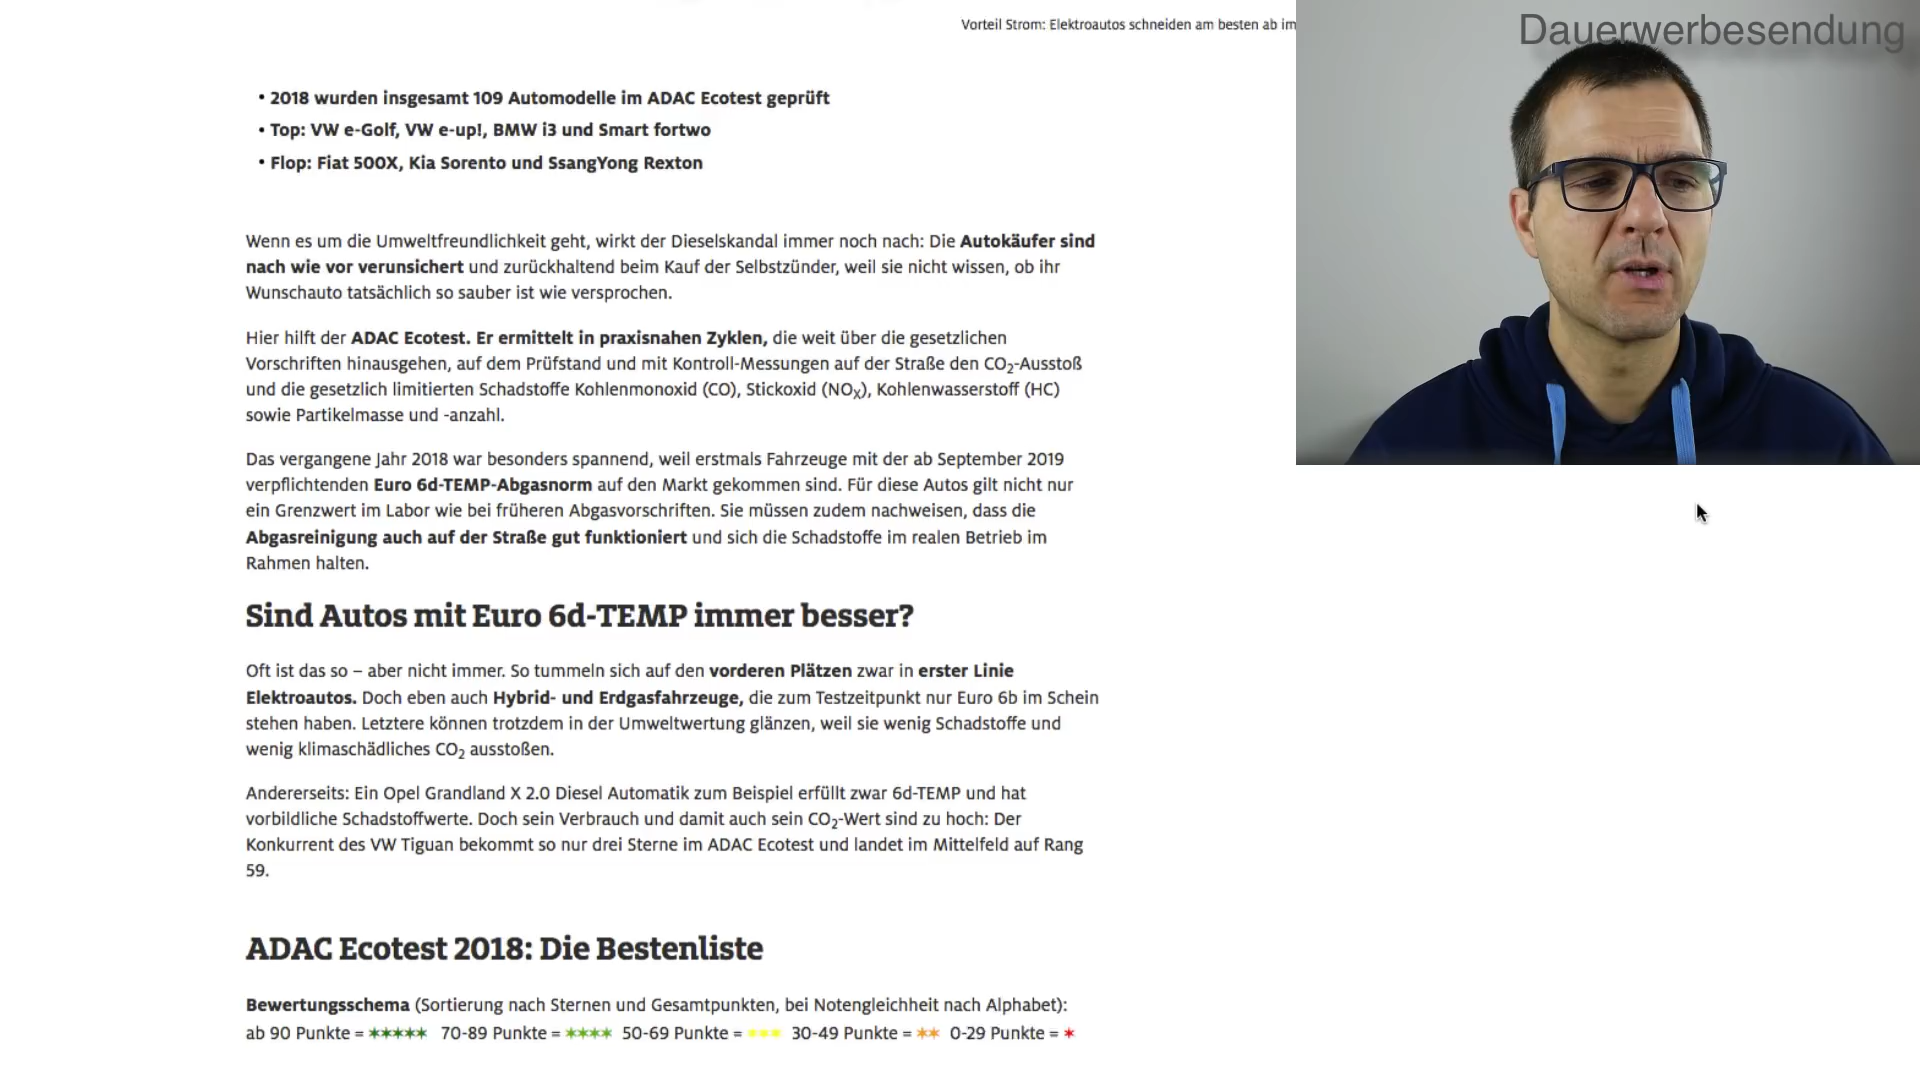 Vorteil Strom: Elektroautos schneiden am besten ab im
Dauerwerbesendung
• 2018 wurden insgesamt 109 Automodelle im ADAC Ecotest geprüft
• Top: VW e-Golf, VW e-up!, BMW i3 und Smart fortwo
• Flop: Fiat 500X, Kia Sorento und SsangYong Rexton
Wenn es um die Umweltfreundlichkeit geht, wirkt der Dieselskandal immer noch nach: Die Autokäufer sind
nach wie vor verunsichert und zurückhaltend beim Kauf der Selbstzünder, weil sie nicht wissen, ob ihr
Wunschauto tatsächlich so sauber ist wie versprochen.
Hier hilft der ADAC Ecotest. Er ermittelt in praxisnahen Zyklen, die weit über die gesetzlichen
Vorschriften hinausgehen, auf dem Prüfstand und mit Kontroll-Messungen auf der Straße den CO₂-Ausstoß
und die gesetzlich limitierten Schadstoffe Kohlenmonoxid (CO), Stickoxid (NOX), Kohlenwasserstoff (HC)
sowie Partikelmasse und -anzahl.
Das vergangene Jahr 2018 war besonders spannend, weil erstmals Fahrzeuge mit der ab September 2019
verpflichtenden Euro 6d-TEMP-Abgasnorm auf den Markt gekommen sind. Für diese Autos gilt nicht nur
ein Grenzwert im Labor wie bei früheren Abgasvorschriften. Sie müssen zudem nachweisen, dass die
Abgasreinigung auch auf der Straße gut funktioniert und sich die Schadstoffe im realen Betrieb im
Rahmen halten.
Sind Autos mit Euro 6d-TEMP immer besser?
Oft ist das so – aber nicht immer. So tummeln sich auf den vorderen Plätzen zwar in erster Linie
Elektroautos. Doch eben auch Hybrid- und Erdgasfahrzeuge, die zum Testzeitpunkt nur Euro 6b im Schein
stehen haben. Letztere können trotzdem in der Umweltwertung glänzen, weil sie wenig Schadstoffe und
wenig klimaschädliches CO₂ ausstoßen.
Andererseits: Ein Opel Grandland X 2.0 Diesel Automatik zum Beispiel erfüllt zwar 6d-TEMP und hat
vorbildliche Schadstoffwerte. Doch sein Verbrauch und damit auch sein CO₂-Wert sind zu hoch: Der
Konkurrent des VW Tiguan bekommt so nur drei Sterne im ADAC Ecotest und landet im Mittelfeld auf Rang
59.
ADAC Ecotest 2018: Die Bestenliste
Bewertungsschema (Sortierung nach Sternen und Gesamtpunkten, bei Notengleichheit nach Alphabet):
ab 90 Punkte = ✶✶✶✶✶ 70-89 Punkte = ✶✶✶✶ 50-69 Punkte = ✶✶✶ 30-49 Punkte = ✶✶ 0-29 Punkte = ✶